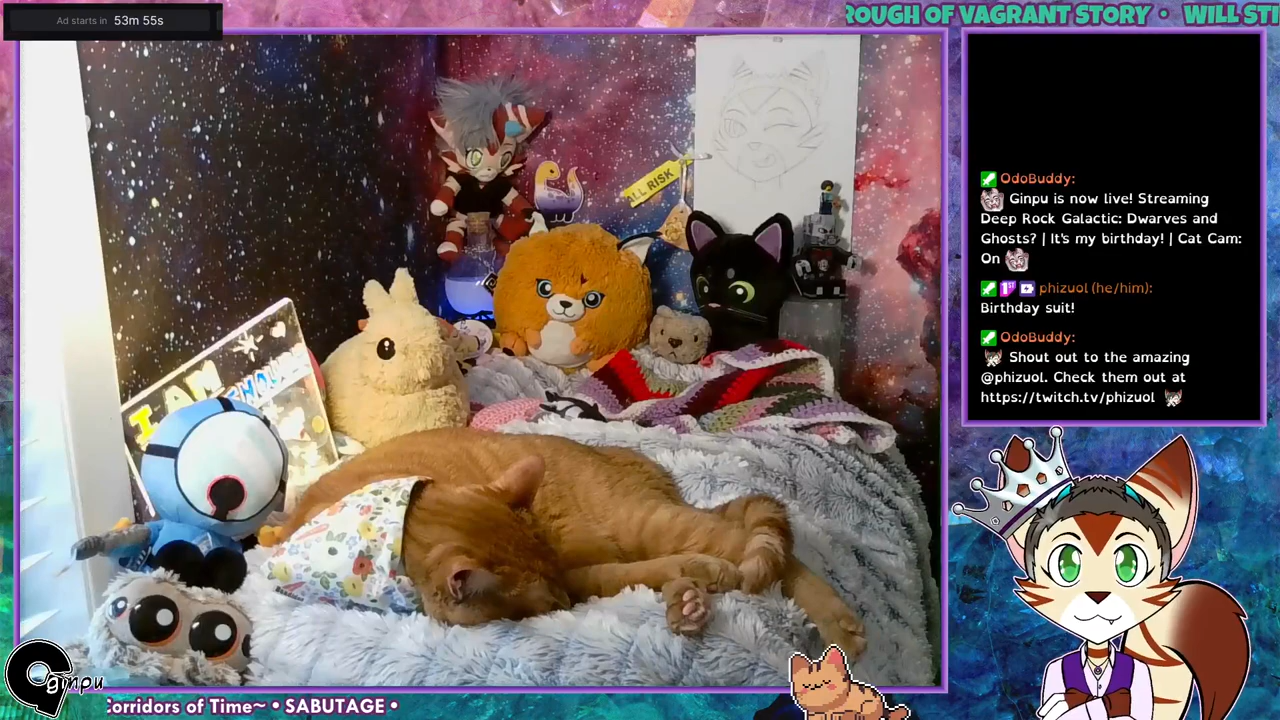 Ad starts in 53m 55s
ROUGH OF VAGRANT STORY • WILL STI
OdoBuddy:
Ginpu is now live! Streaming
Deep Rock Galactic: Dwarves and
Ghosts? | It's my birthday! | Cat Cam:
On
1st phizuol (he/him):
Birthday suit!
OdoBuddy:
Shout out to the amazing
@phizuol. Check them out at
https://twitch.tv/phizuol
ALL RISK
I AM
ginpu
Corridors of Time~ • SABUTAGE •